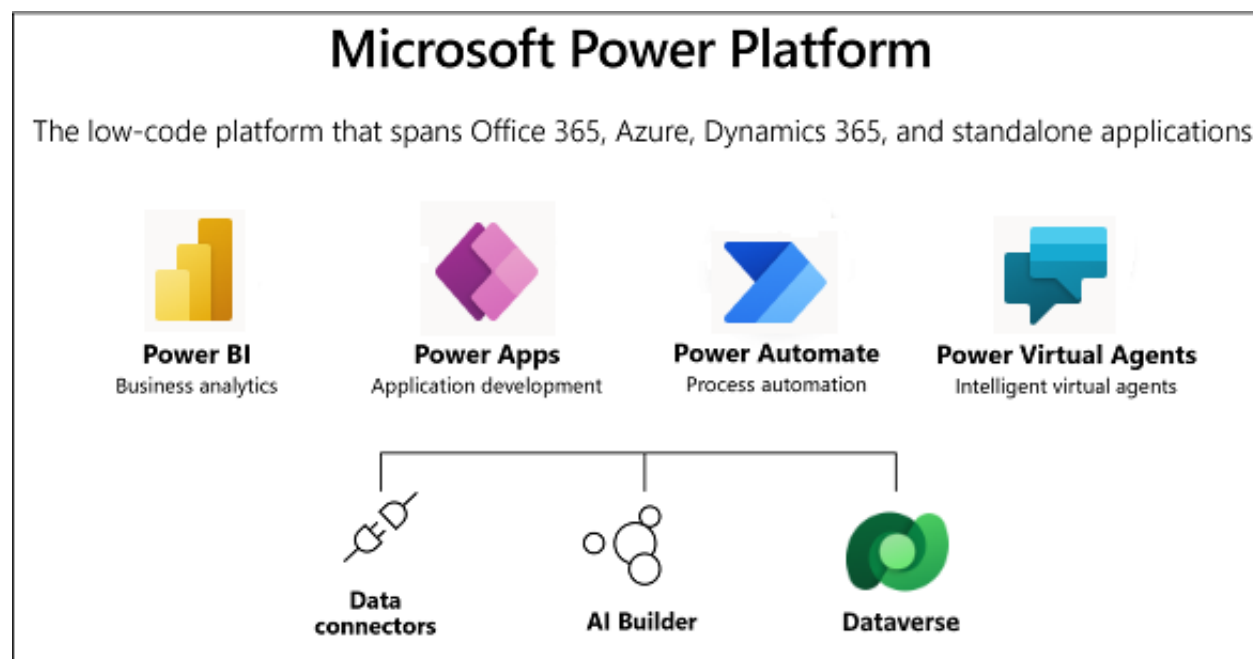 Microsoft Power Platform
The low-code platform that spans Office 365, Azure, Dynamics 365, and standalone applications
Power BI
Business analytics
Power Apps
Application development
Power Automate
Process automation
Power Virtual Agents
Intelligent virtual agents
Data
connectors
AI Builder
Dataverse